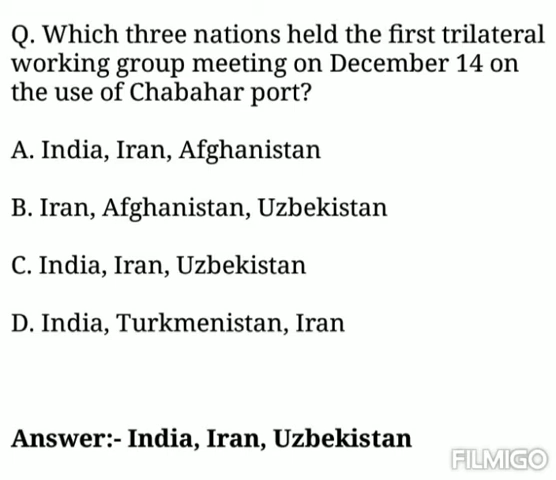 Q. Which three nations held the first trilateral
working group meeting on December 14 on
the use of Chabahar port?
A. India, Iran, Afghanistan
B. Iran, Afghanistan, Uzbekistan
C. India, Iran, Uzbekistan
D. India, Turkmenistan, Iran
Answer:- India, Iran, Uzbekistan
FILMIGO